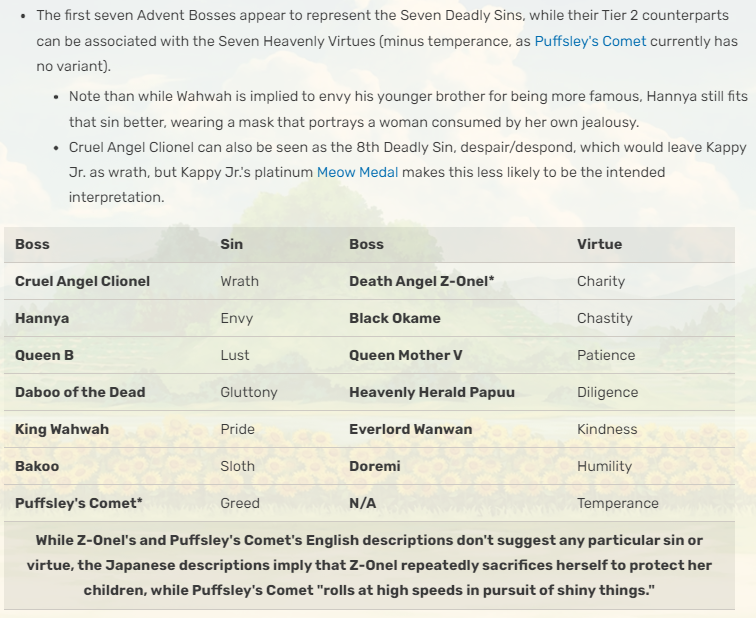 • The first seven Advent Bosses appear to represent the Seven Deadly Sins, while their Tier 2 counterparts
can be associated with the Seven Heavenly Virtues (minus temperance, as Puffsley's Comet currently has
no variant).
• Note than while Wahwah is implied to envy his younger brother for being more famous, Hannya still fits
that sin better, wearing a mask that portrays a woman consumed by her own jealousy.
• Cruel Angel Clionel can also be seen as the 8th Deadly Sin, despair/despond, which would leave Kappy
Jr. as wrath, but Kappy Jr.'s platinum Meow Medal makes this less likely to be the intended
interpretation.
Boss Sin Boss Virtue
Cruel Angel Clionel Wrath Death Angel Z-Onel* Charity
Hannya Envy Black Okame Chastity
Queen B Lust Queen Mother V Patience
Daboo of the Dead Gluttony Heavenly Herald Papuu Diligence
King Wahwah Pride Everlord Wanwan Kindness
Bakoo Sloth Doremi Humility
Puffsley's Comet* Greed N/A Temperance
While Z-Onel's and Puffsley's Comet's English descriptions don't suggest any particular sin or
virtue, the Japanese descriptions imply that Z-Onel repeatedly sacrifices herself to protect her
children, while Puffsley's Comet "rolls at high speeds in pursuit of shiny things."